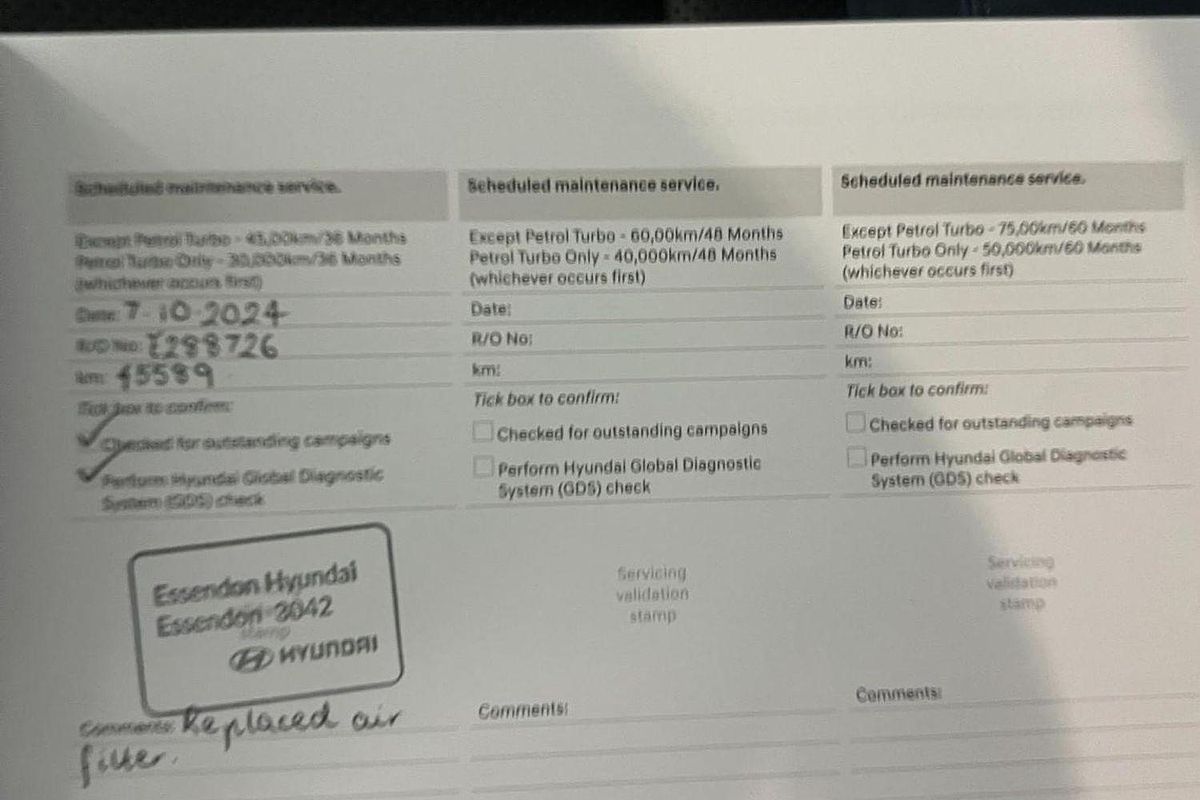 Scheduled maintenance service.
Except Petrol Turbo - 45,00km/36 Months
Petrol Turbo Only - 30,000km/36 Months
(whichever occurs first)
Date: 7-10-2024
R/O No: I288726
km: 45589
Tick box to confirm:
Checked for outstanding campaigns
Perform Hyundai Global Diagnostic
System (GDS) check
Essendon Hyundai
Essendon 3042
stamp
HYUNDAI
Comments: Replaced air
filter.
Scheduled maintenance service.
Except Petrol Turbo - 60,00km/48 Months
Petrol Turbo Only - 40,000km/48 Months
(whichever occurs first)
Date:
R/O No:
km:
Tick box to confirm:
Checked for outstanding campaigns
Perform Hyundai Global Diagnostic
System (GDS) check
Servicing
validation
stamp
Comments:
Scheduled maintenance service.
Except Petrol Turbo - 75,00km/60 Months
Petrol Turbo Only - 50,000km/60 Months
(whichever occurs first)
Date:
R/O No:
km:
Tick box to confirm:
Checked for outstanding campaigns
Perform Hyundai Global Diagnostic
System (GDS) check
Servicing
validation
stamp
Comments: